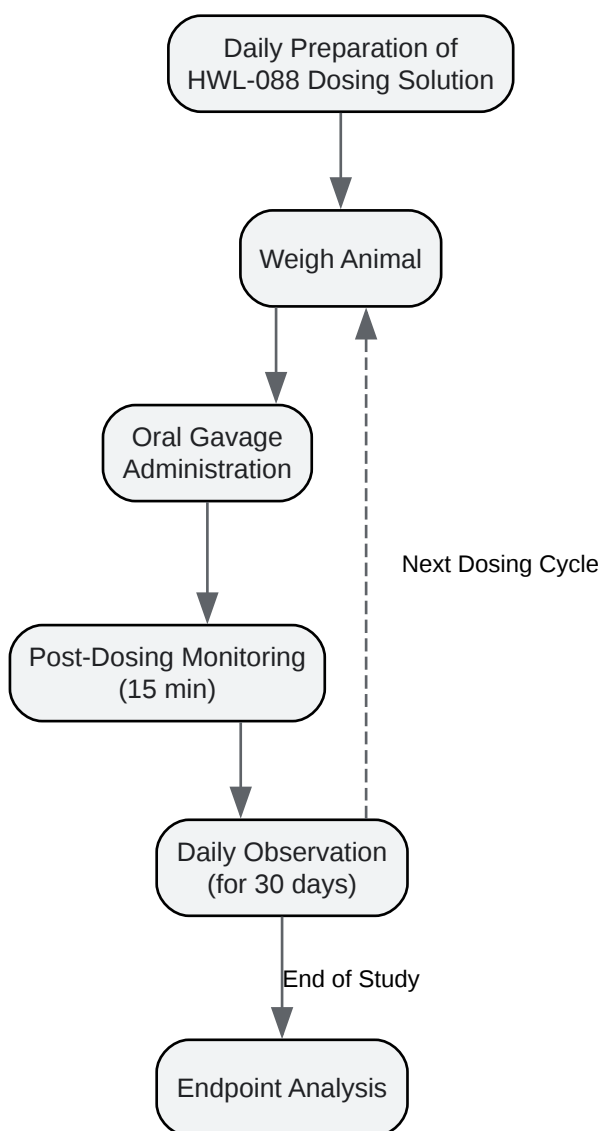 Daily Preparation of
HWL-088 Dosing Solution
Weigh Animal
Oral Gavage
Administration
Next Dosing Cycle
Post-Dosing Monitoring
(15 min)
Daily Observation
(for 30 days)
End of Study
Endpoint Analysis